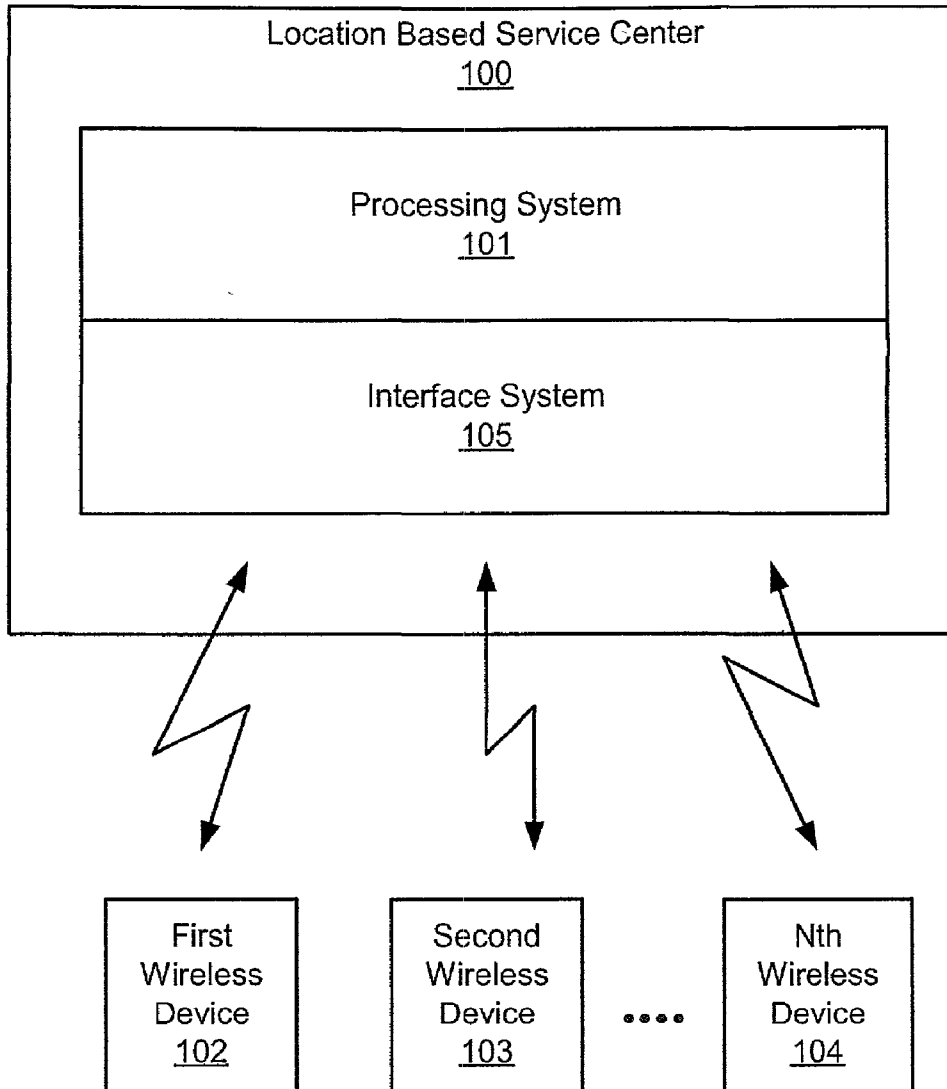 Location Based Service Center
100
Processing System
101
Interface System
105
First
Wireless
Device
102
Second
Wireless
Device
103
Nth
Wireless
Device
104